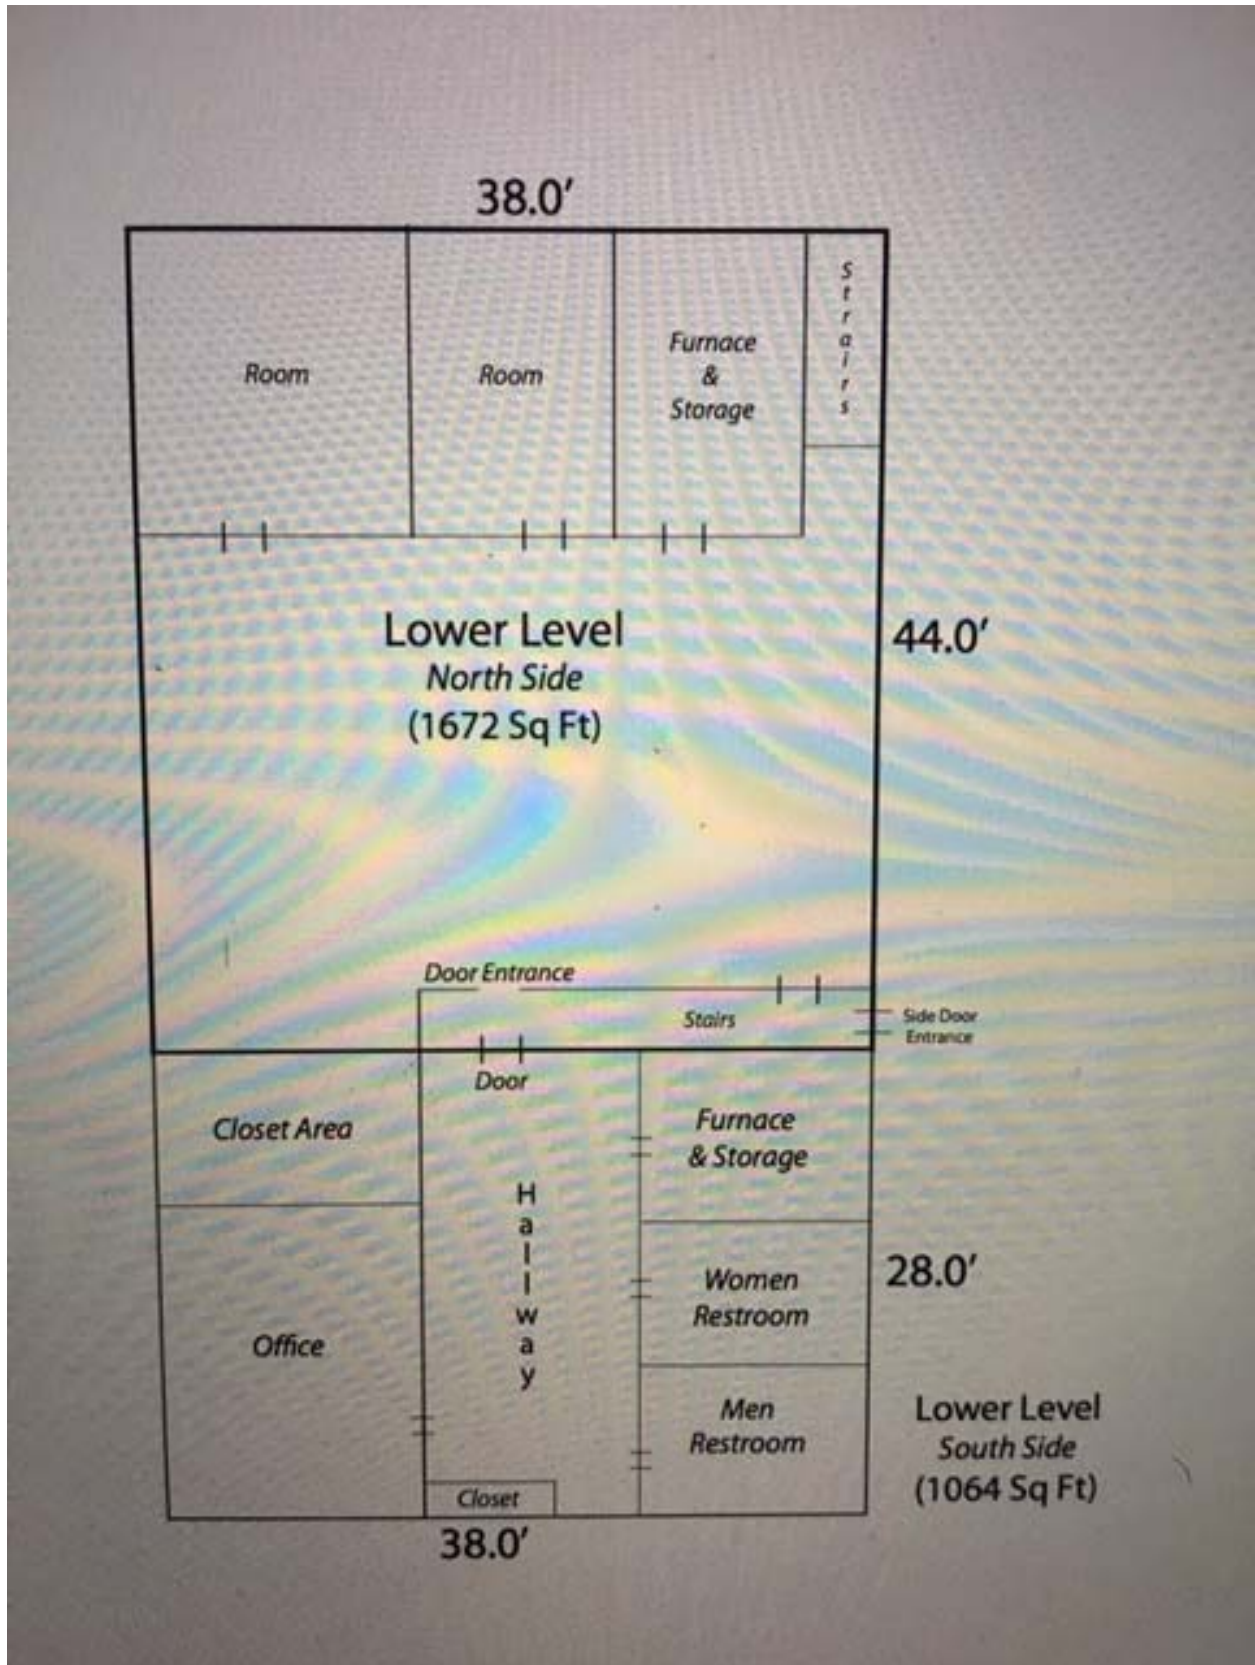 38.0′
Room
Room
Furnace
&
Storage
Strairs
Lower Level
North Side
(1672 Sq Ft)
44.0′
Door Entrance
Stairs
Side Door
Entrance
Door
Closet Area
Furnace
& Storage
Hallway
Women
Restroom
28.0′
Office
Men
Restroom
Lower Level
South Side
(1064 Sq Ft)
Closet
38.0′